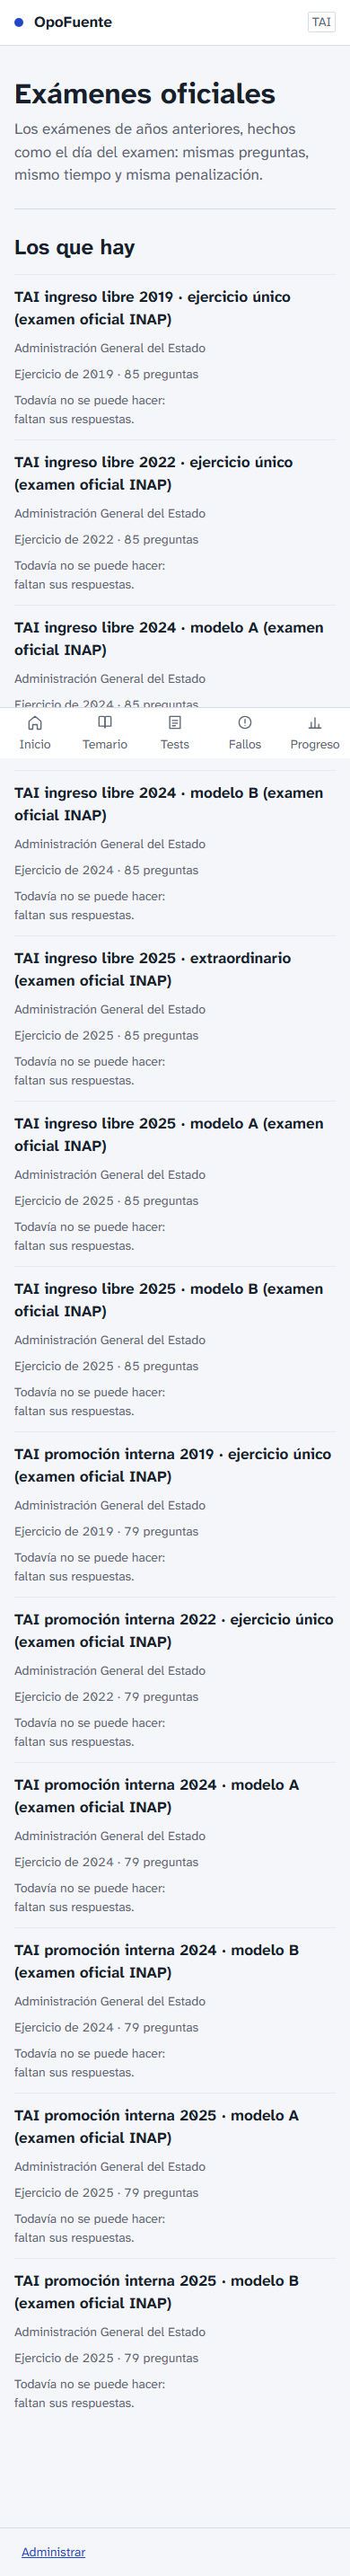 OpoFuente
TAI
Exámenes oficiales
Los exámenes de años anteriores, hechos
como el día del examen: mismas preguntas,
mismo tiempo y misma penalización.
Los que hay
TAI ingreso libre 2019 · ejercicio único
(examen oficial INAP)
Administración General del Estado
Ejercicio de 2019 · 85 preguntas
Todavía no se puede hacer:
faltan sus respuestas.
TAI ingreso libre 2022 · ejercicio único
(examen oficial INAP)
Administración General del Estado
Ejercicio de 2022 · 85 preguntas
Todavía no se puede hacer:
faltan sus respuestas.
TAI ingreso libre 2024 · modelo A (examen
oficial INAP)
Administración General del Estado
Ejercicio de 2024 · 85 preguntas
Inicio
Temario
Tests
Fallos
Progreso
TAI ingreso libre 2024 · modelo B (examen
oficial INAP)
Administración General del Estado
Ejercicio de 2024 · 85 preguntas
Todavía no se puede hacer:
faltan sus respuestas.
TAI ingreso libre 2025 · extraordinario
(examen oficial INAP)
Administración General del Estado
Ejercicio de 2025 · 85 preguntas
Todavía no se puede hacer:
faltan sus respuestas.
TAI ingreso libre 2025 · modelo A (examen
oficial INAP)
Administración General del Estado
Ejercicio de 2025 · 85 preguntas
Todavía no se puede hacer:
faltan sus respuestas.
TAI ingreso libre 2025 · modelo B (examen
oficial INAP)
Administración General del Estado
Ejercicio de 2025 · 85 preguntas
Todavía no se puede hacer:
faltan sus respuestas.
TAI promoción interna 2019 · ejercicio único
(examen oficial INAP)
Administración General del Estado
Ejercicio de 2019 · 79 preguntas
Todavía no se puede hacer:
faltan sus respuestas.
TAI promoción interna 2022 · ejercicio único
(examen oficial INAP)
Administración General del Estado
Ejercicio de 2022 · 79 preguntas
Todavía no se puede hacer:
faltan sus respuestas.
TAI promoción interna 2024 · modelo A
(examen oficial INAP)
Administración General del Estado
Ejercicio de 2024 · 79 preguntas
Todavía no se puede hacer:
faltan sus respuestas.
TAI promoción interna 2024 · modelo B
(examen oficial INAP)
Administración General del Estado
Ejercicio de 2024 · 79 preguntas
Todavía no se puede hacer:
faltan sus respuestas.
TAI promoción interna 2025 · modelo A
(examen oficial INAP)
Administración General del Estado
Ejercicio de 2025 · 79 preguntas
Todavía no se puede hacer:
faltan sus respuestas.
TAI promoción interna 2025 · modelo B
(examen oficial INAP)
Administración General del Estado
Ejercicio de 2025 · 79 preguntas
Todavía no se puede hacer:
faltan sus respuestas.
Administrar